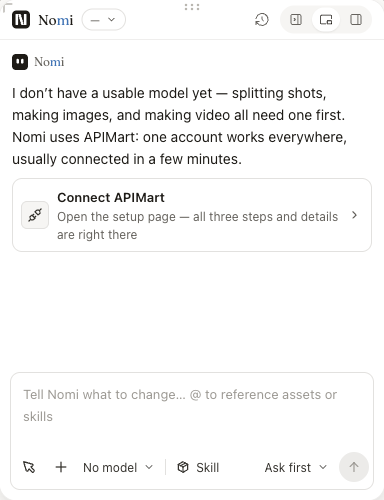 N Nomi —
Nomi
I don’t have a usable model yet — splitting shots,
making images, and making video all need one first.
Nomi uses APIMart: one account works everywhere,
usually connected in a few minutes.
Connect APIMart
Open the setup page — all three steps and details
are right there
Tell Nomi what to change... @ to reference assets or
skills
No model Skill Ask first